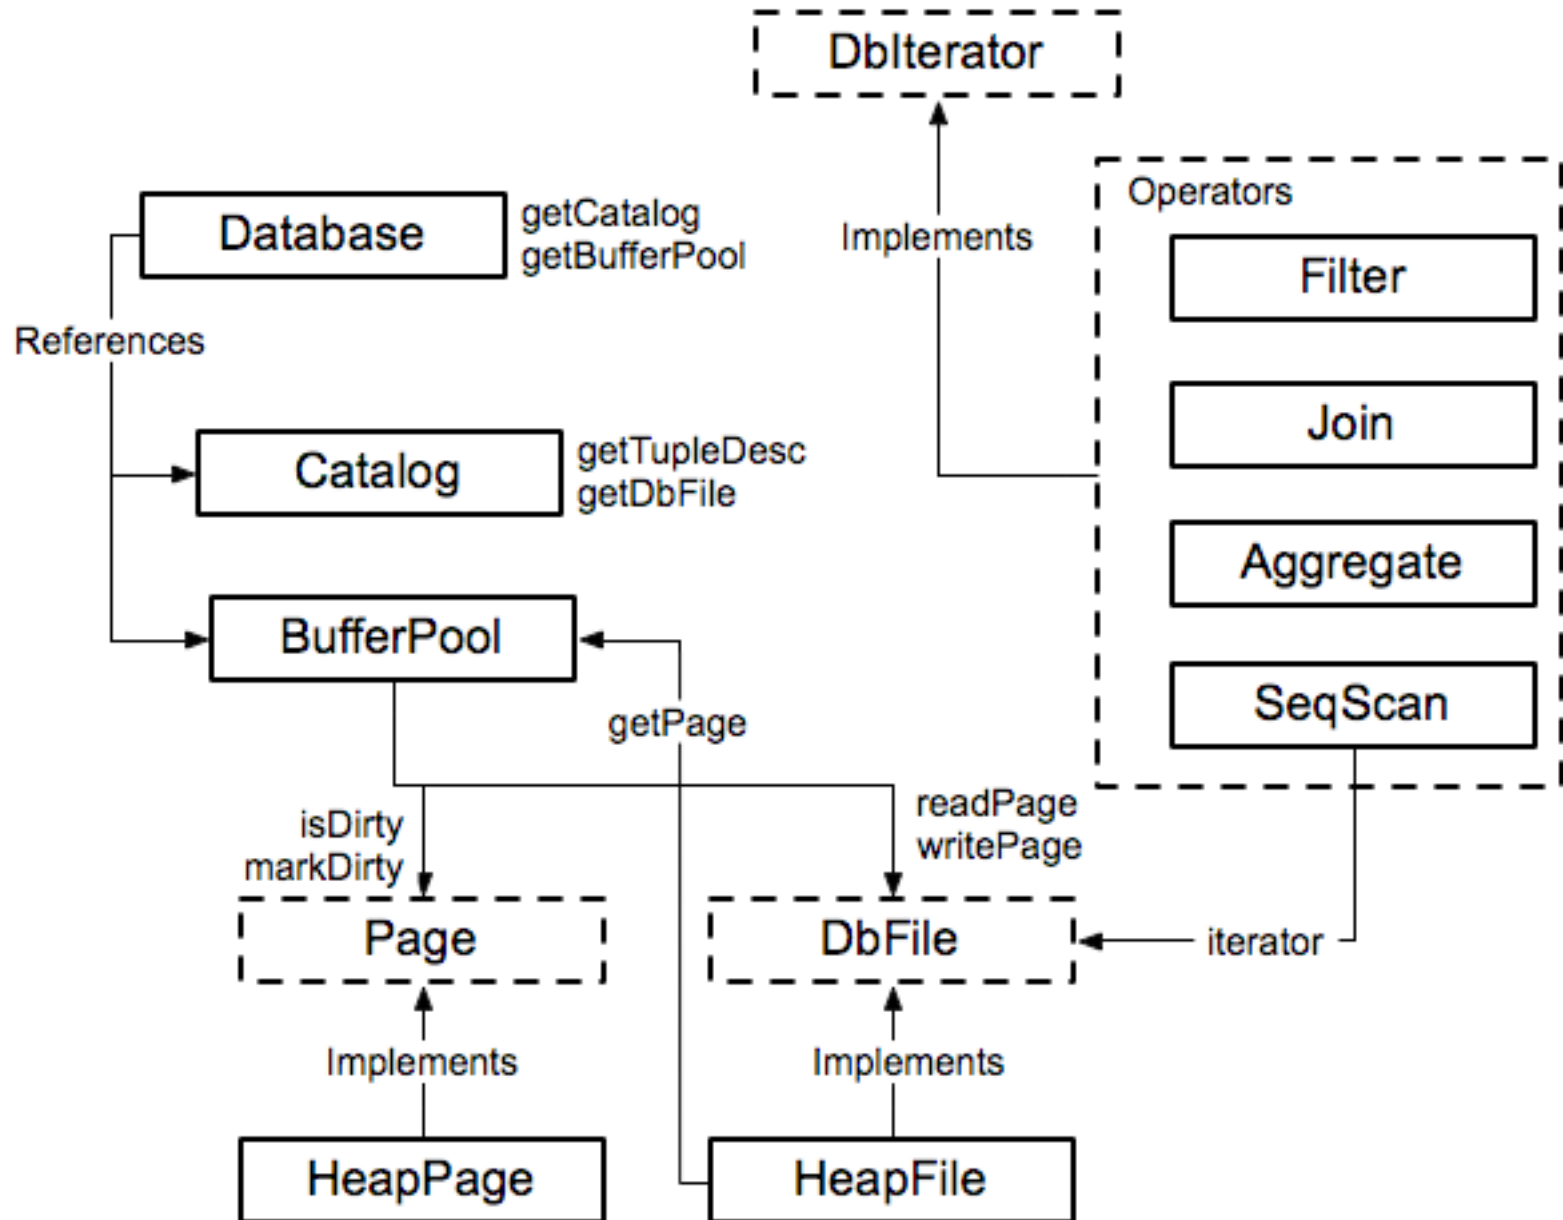 DbIterator
Operators
Database
getCatalog
getBufferPool
Implements
Filter
References
Join
Catalog
getTupleDesc
getDbFile
Aggregate
BufferPool
getPage
SeqScan
isDirty
markDirty
readPage
writePage
Page
DbFile
iterator
Implements
Implements
HeapPage
HeapFile